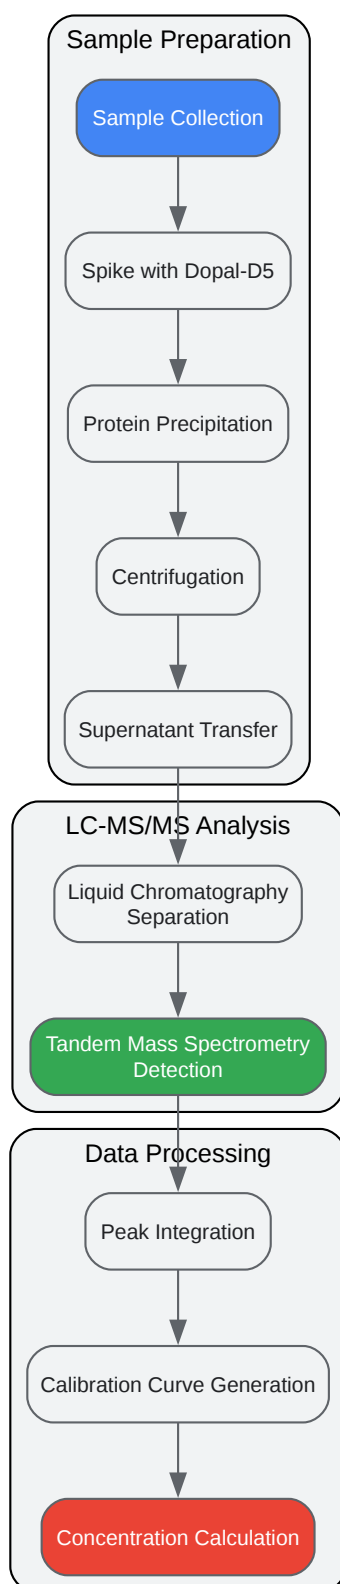 Sample Preparation
Sample Collection
Spike with Dopal-D5
Protein Precipitation
Centrifugation
Supernatant Transfer
LC-MS/MS Analysis
Liquid Chromatography
Separation
Tandem Mass Spectrometry
Detection
Data Processing
Peak Integration
Calibration Curve Generation
Concentration Calculation